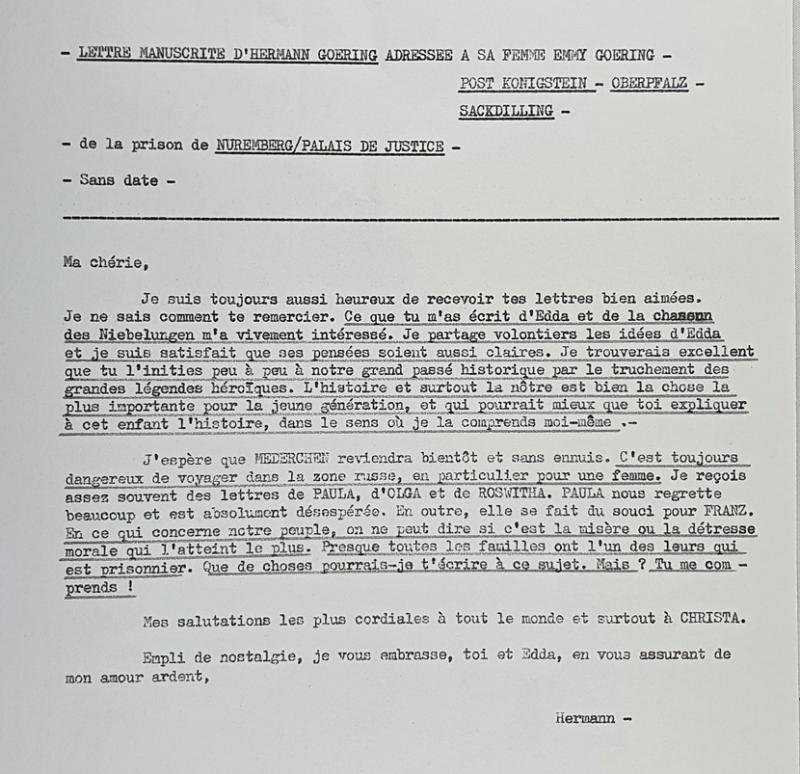 - LETTRE MANUSCRITE D'HERMANN GOERING ADRESSEE A SA FEMME EMMY GOERING -
POST KONIGSTEIN - OBERPFALZ -
SACKDILLING -
- de la prison de NUREMBERG/PALAIS DE JUSTICE -
- Sans date -
Ma chérie,
Je suis toujours aussi heureux de recevoir tes lettres bien aimées.
Je ne sais comment te remercier. Ce que tu m'as écrit d'Edda et de la chansnn
des Niebelungen m'a vivement intéressé. Je partage volontiers les idées d'Edda
et je suis satisfait que ses pensées soient aussi claires. Je trouverais excellent
que tu l'inities peu à peu à notre grand passé historique par le truchement des
grandes légendes héroïques. L'histoire et surtout la nôtre est bien la chose la
plus importante pour la jeune génération, et qui pourrait mieux que toi expliquer
à cet enfant l'histoire, dans le sens où je la comprends moi-même .-
J'espère que MEDERCHEN reviendra bientôt et sans ennuis. C'est toujours
dangereux de voyager dans la zone russe, en particulier pour une femme. Je reçois
assez souvent des lettres de PAULA, d'OLGA et de ROSWITHA. PAULA nous regrette
beaucoup et est absolument désespérée. En outre, elle se fait du souci pour FRANZ.
En ce qui concerne notre peuple, on ne peut dire si c'est la misère ou la détresse
morale qui l'atteint le plus. Presque toutes les familles ont l'un des leurs qui
est prisonnier. Que de choses pourrais-je t'écrire à ce sujet. Mais ? Tu me com -
prends !
Mes salutations les plus cordiales à tout le monde et surtout à CHRISTA.
Empli de nostalgie, je vous embrasse, toi et Edda, en vous assurant de
mon amour ardent,
Hermann -